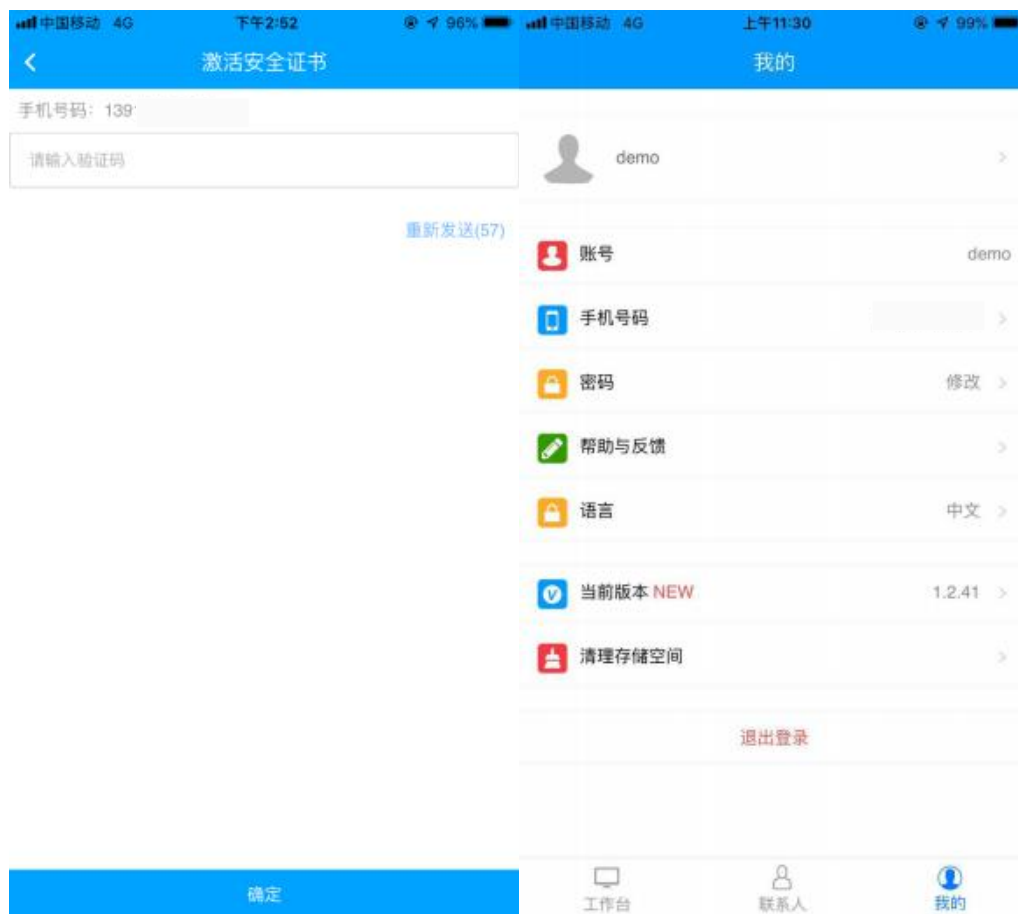 中国移动 4G 下午2:52 96%
激活安全证书
手机号码：139
请输入验证码
重新发送(57)
确定
中国移动 4G 上午11:30 99%
我的
demo
账号 demo
手机号码
密码 修改
帮助与反馈
语言 中文
当前版本 NEW 1.2.41
清理存储空间
退出登录
工作台 联系人 我的